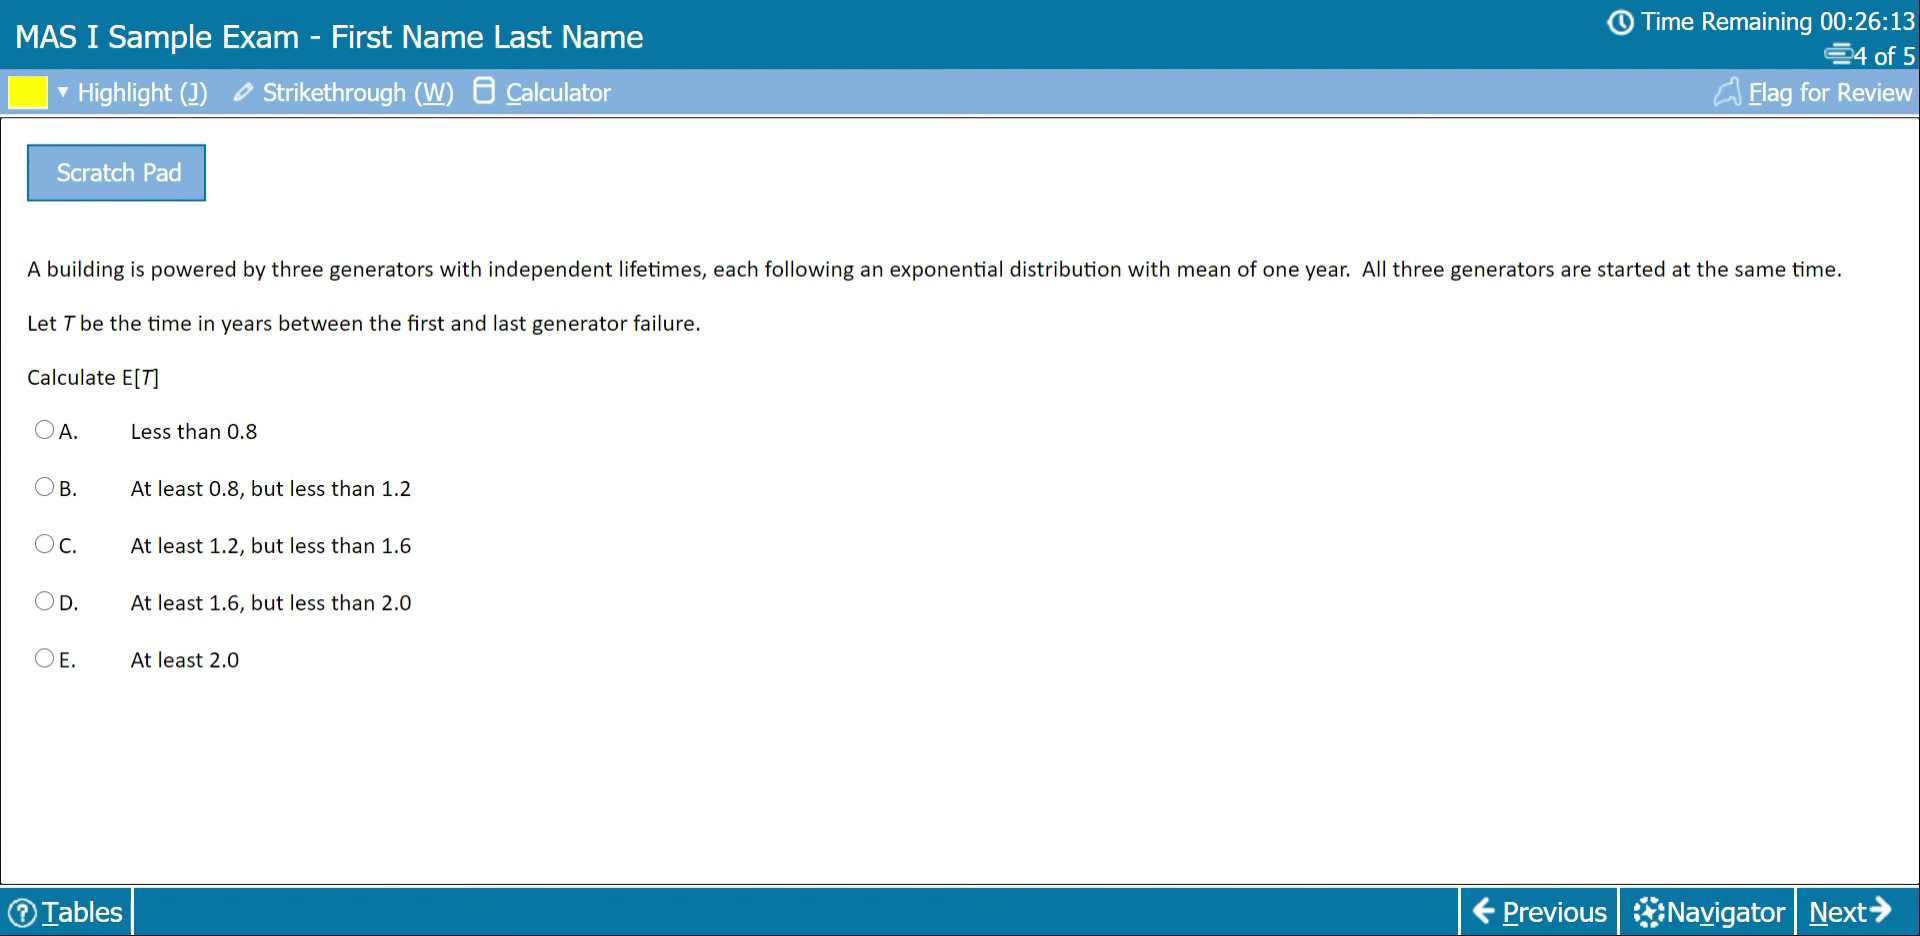 MAS I Sample Exam - First Name Last Name
Time Remaining 00:26:13
4 of 5
Highlight (J) Strikethrough (W) Calculator
Flag for Review
Scratch Pad
A building is powered by three generators with independent lifetimes, each following an exponential distribution with mean of one year. All three generators are started at the same time.
Let T be the time in years between the first and last generator failure.
Calculate E[T]
A. Less than 0.8
B. At least 0.8, but less than 1.2
C. At least 1.2, but less than 1.6
D. At least 1.6, but less than 2.0
E. At least 2.0
Tables
Previous
Navigator
Next